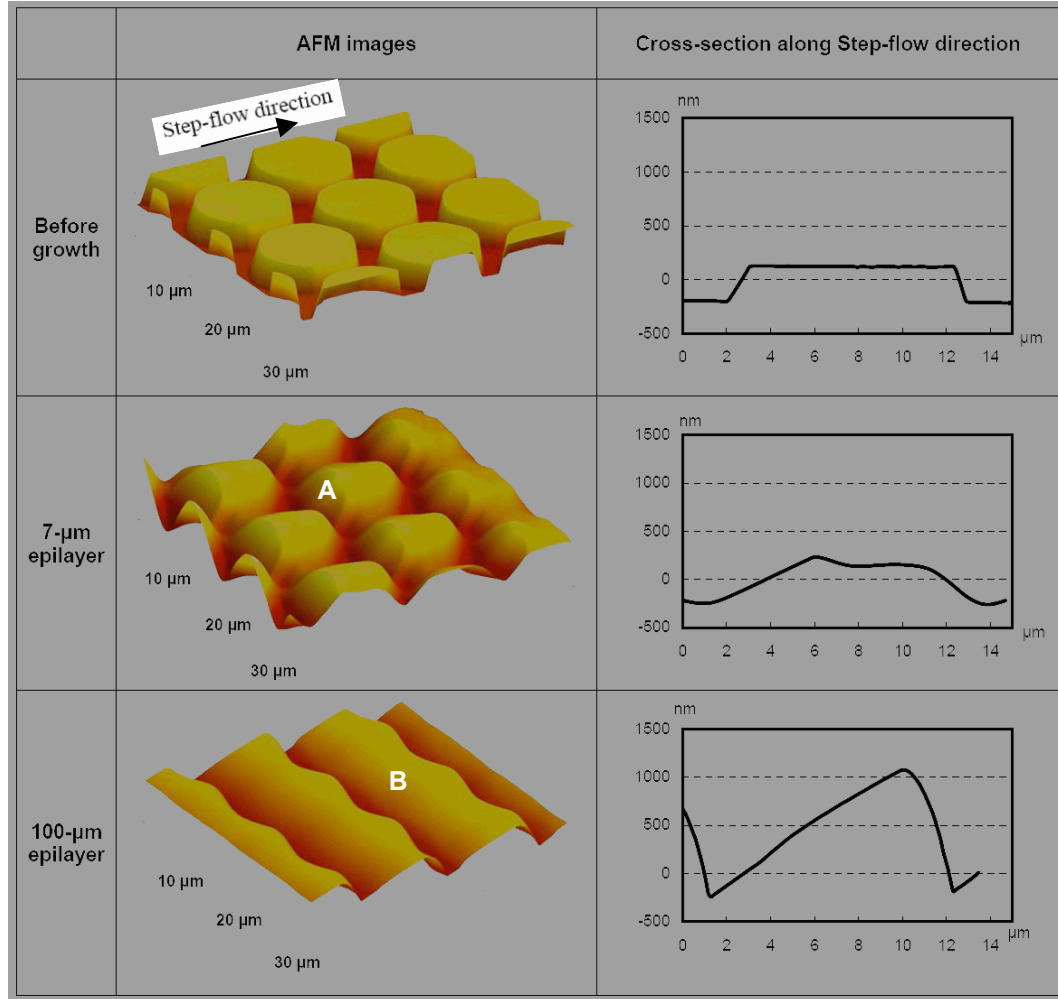 AFM images
Cross-section along Step-flow direction
Before
growth
Step-flow direction
10 µm
20 µm
30 µm
nm
1500
1000
500
0
-500
µm
0 2 4 6 8 10 12 14
7-µm
epilayer
A
10 µm
20 µm
30 µm
nm
1500
1000
500
0
-500
µm
0 2 4 6 8 10 12 14
100-µm
epilayer
B
10 µm
20 µm
30 µm
nm
1500
1000
500
0
-500
µm
0 2 4 6 8 10 12 14